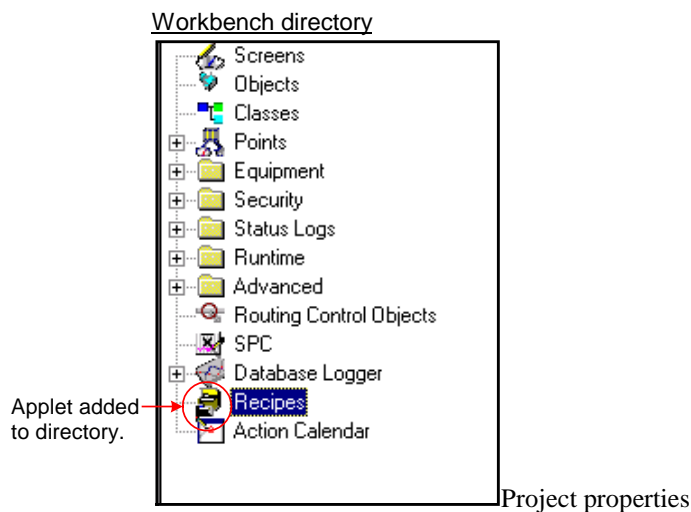 Workbench directory
Screens
Objects
Classes
Points
Equipment
Security
Status Logs
Runtime
Advanced
Routing Control Objects
SPC
Database Logger
Applet added
to directory.
Recipes
Action Calendar
Project properties